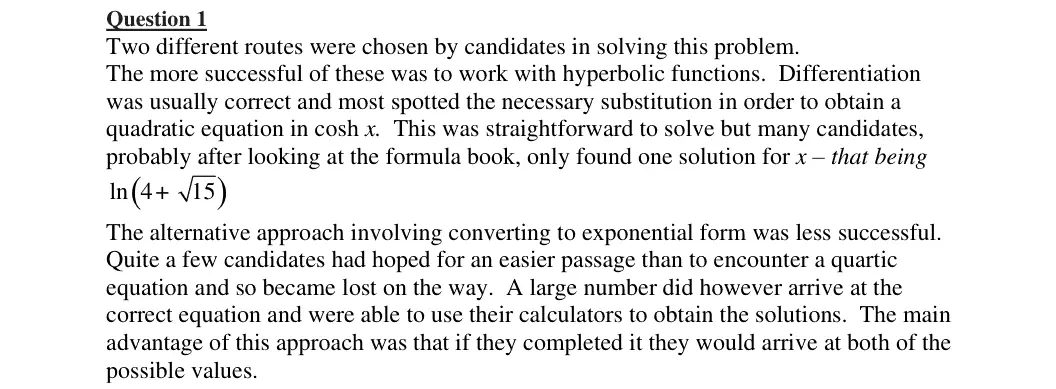 Question 1
Two different routes were chosen by candidates in solving this problem.
The more successful of these was to work with hyperbolic functions.  Differentiation
was usually correct and most spotted the necessary substitution in order to obtain a
quadratic equation in cosh x.  This was straightforward to solve but many candidates,
probably after looking at the formula book, only found one solution for x – that being
ln(4+ √15)
The alternative approach involving converting to exponential form was less successful.
Quite a few candidates had hoped for an easier passage than to encounter a quartic
equation and so became lost on the way.  A large number did however arrive at the
correct equation and were able to use their calculators to obtain the solutions.  The main
advantage of this approach was that if they completed it they would arrive at both of the
possible values.